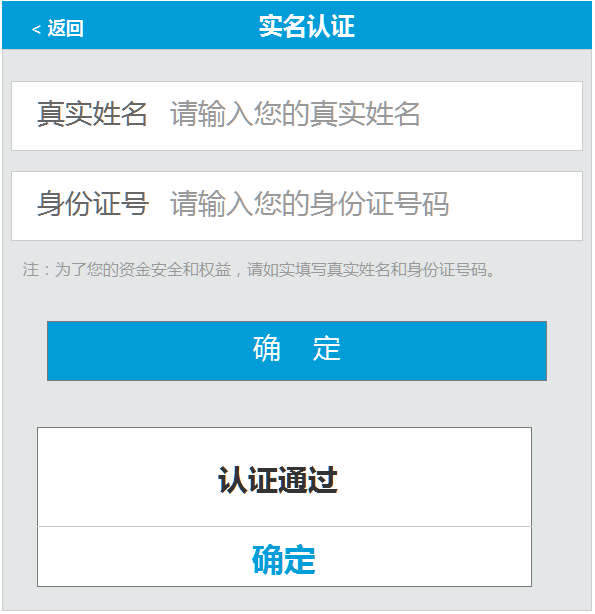 < 返回 实名认证
真实姓名 请输入您的真实姓名
身份证号 请输入您的身份证号码
注：为了您的资金安全和权益，请如实填写真实姓名和身份证号码。
确 定
认证通过
确定